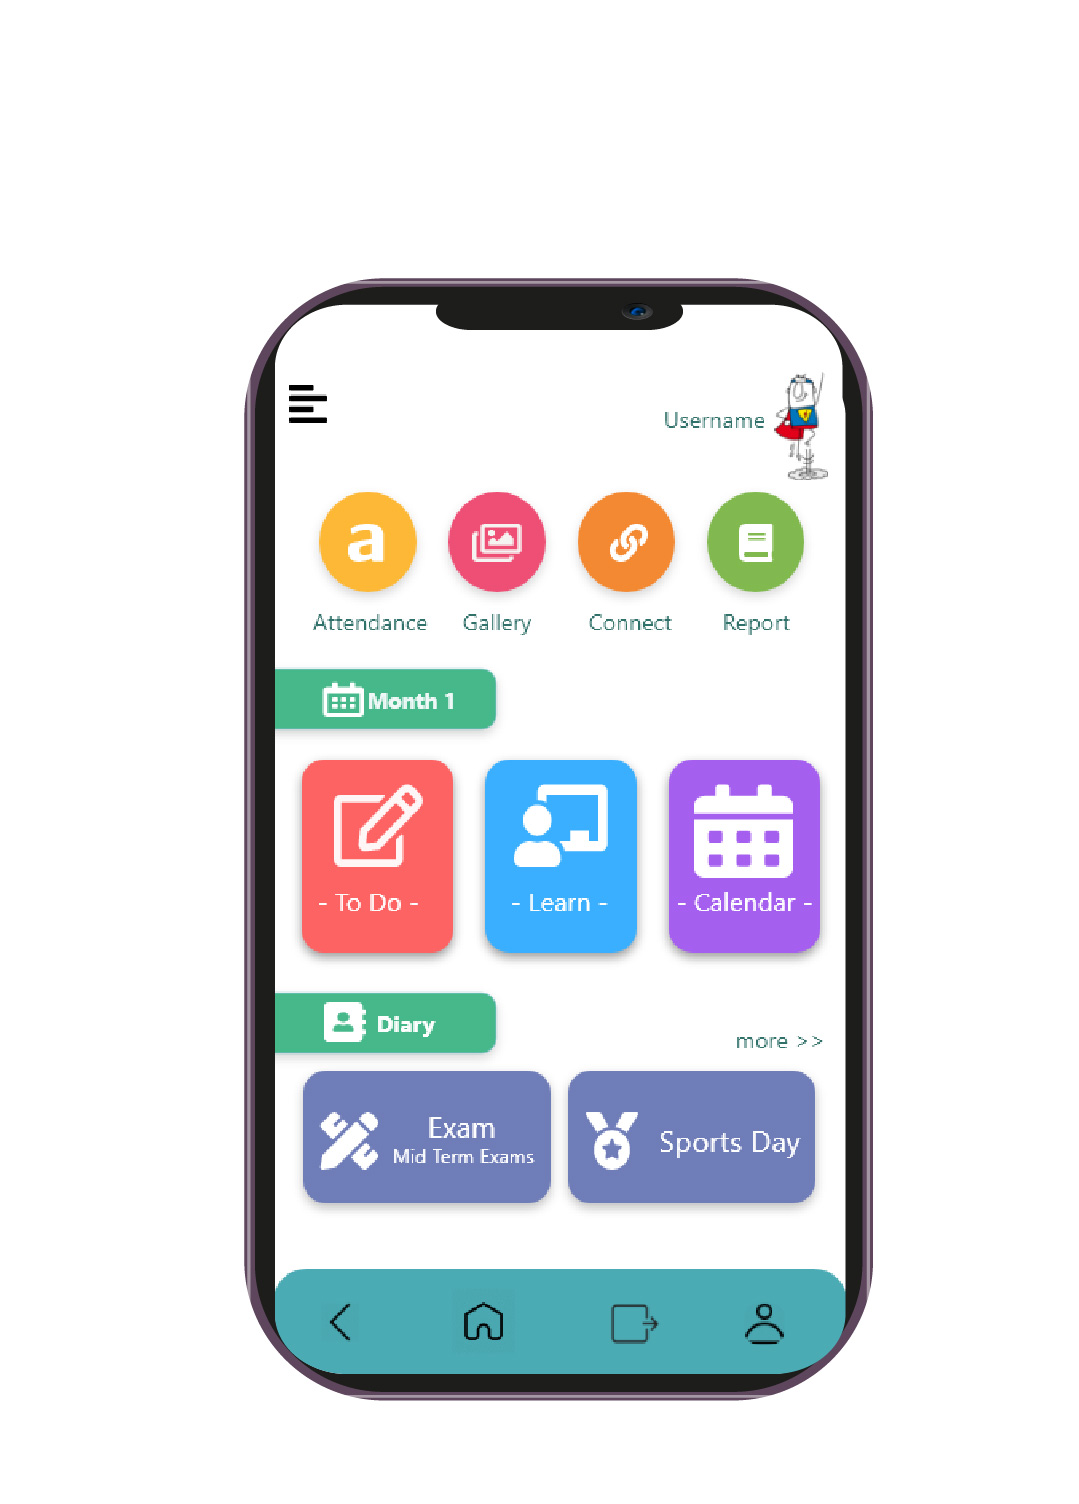 Username
a
Attendance Gallery Connect Report
Month 1
- To Do - - Learn - - Calendar -
Diary
more >>
Exam
Mid Term Exams
Sports Day